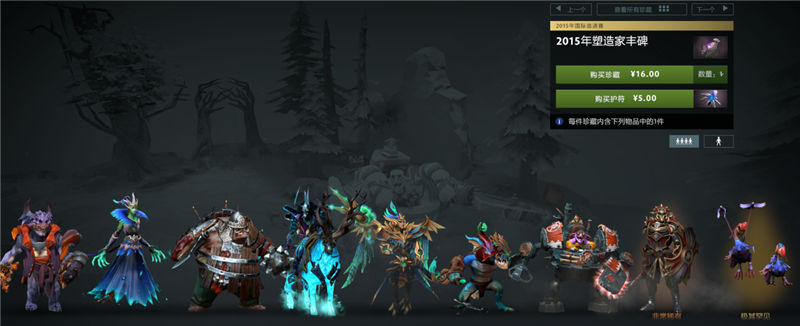 上一个
查看所有珍藏
下一个
2015年国际邀请赛
2015年塑造家丰碑
购买珍藏 ¥16.00
数量:
购买护符 ¥5.00
每件珍藏内含下列物品中的1件
非常稀有
极其罕见